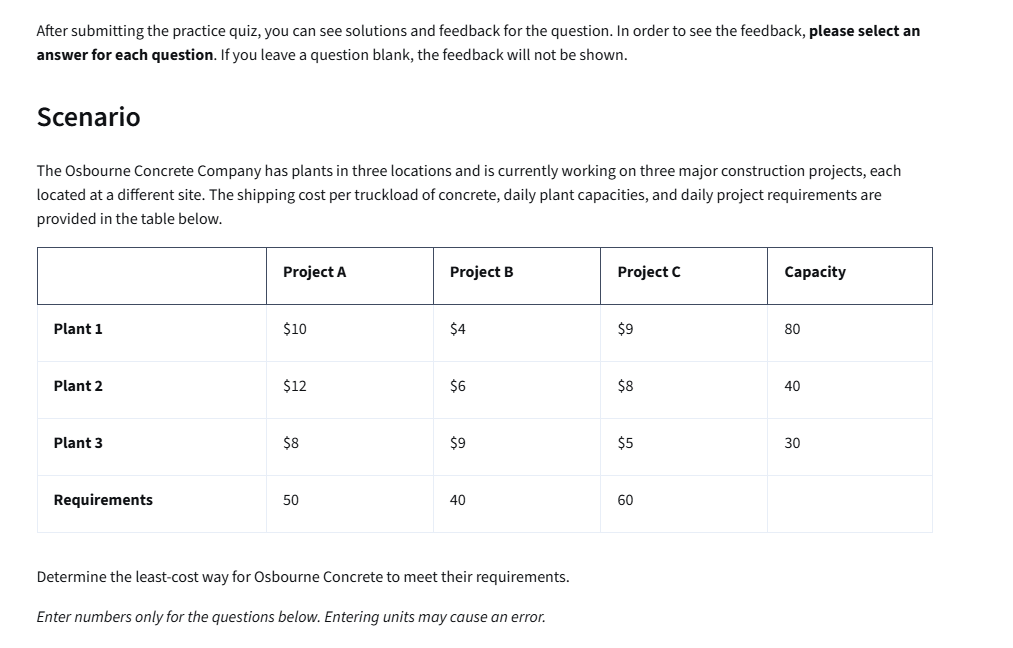 After submitting the practice quiz, you can see solutions and feedback for the question. In order to see the feedback, please select an
answer for each question. If you leave a question blank, the feedback will not be shown.
Scenario
The Osbourne Concrete Company has plants in three locations and is currently working on three major construction projects, each
located at a different site. The shipping cost per truckload of concrete, daily plant capacities, and daily project requirements are
provided in the table below.
Project A Project B Project C Capacity
Plant 1 $10 $4 $9 80
Plant 2 $12 $6 $8 40
Plant 3 $8 $9 $5 30
Requirements 50 40 60
Determine the least-cost way for Osbourne Concrete to meet their requirements.
Enter numbers only for the questions below. Entering units may cause an error.